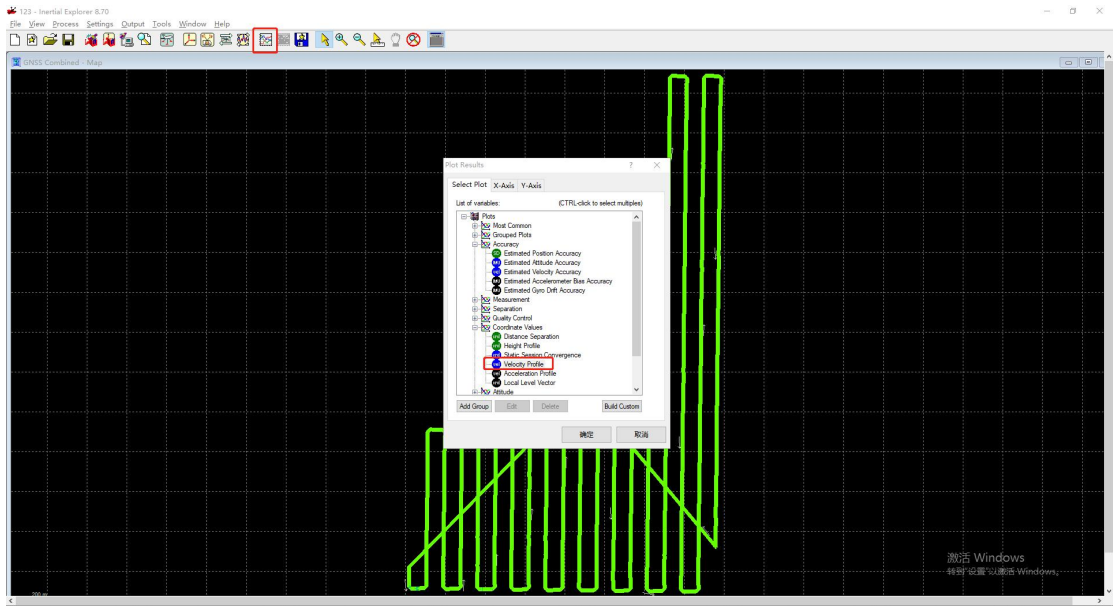 123 - Inertial Explorer 8.70
File View Process Settings Output Tools Window Help
GNSS Combined - Map
Plot Results
Select Plot X-Axis Y-Axis
List of variables: (CTRL-click to select multiples)
Plots
Most Common
Grouped Plots
Accuracy
Estimated Position Accuracy
Estimated Attitude Accuracy
Estimated Velocity Accuracy
Estimated Accelerometer Bias Accuracy
Estimated Gyro Drift Accuracy
Measurement
Separation
Quality Control
Coordinate Values
Distance Separation
Height Profile
Static Session Convergence
Velocity Profile
Acceleration Profile
Local Level Vector
Attitude
Add Group Edit Delete Build Custom
确定 取消
激活 Windows
转到"设置"以激活 Windows。